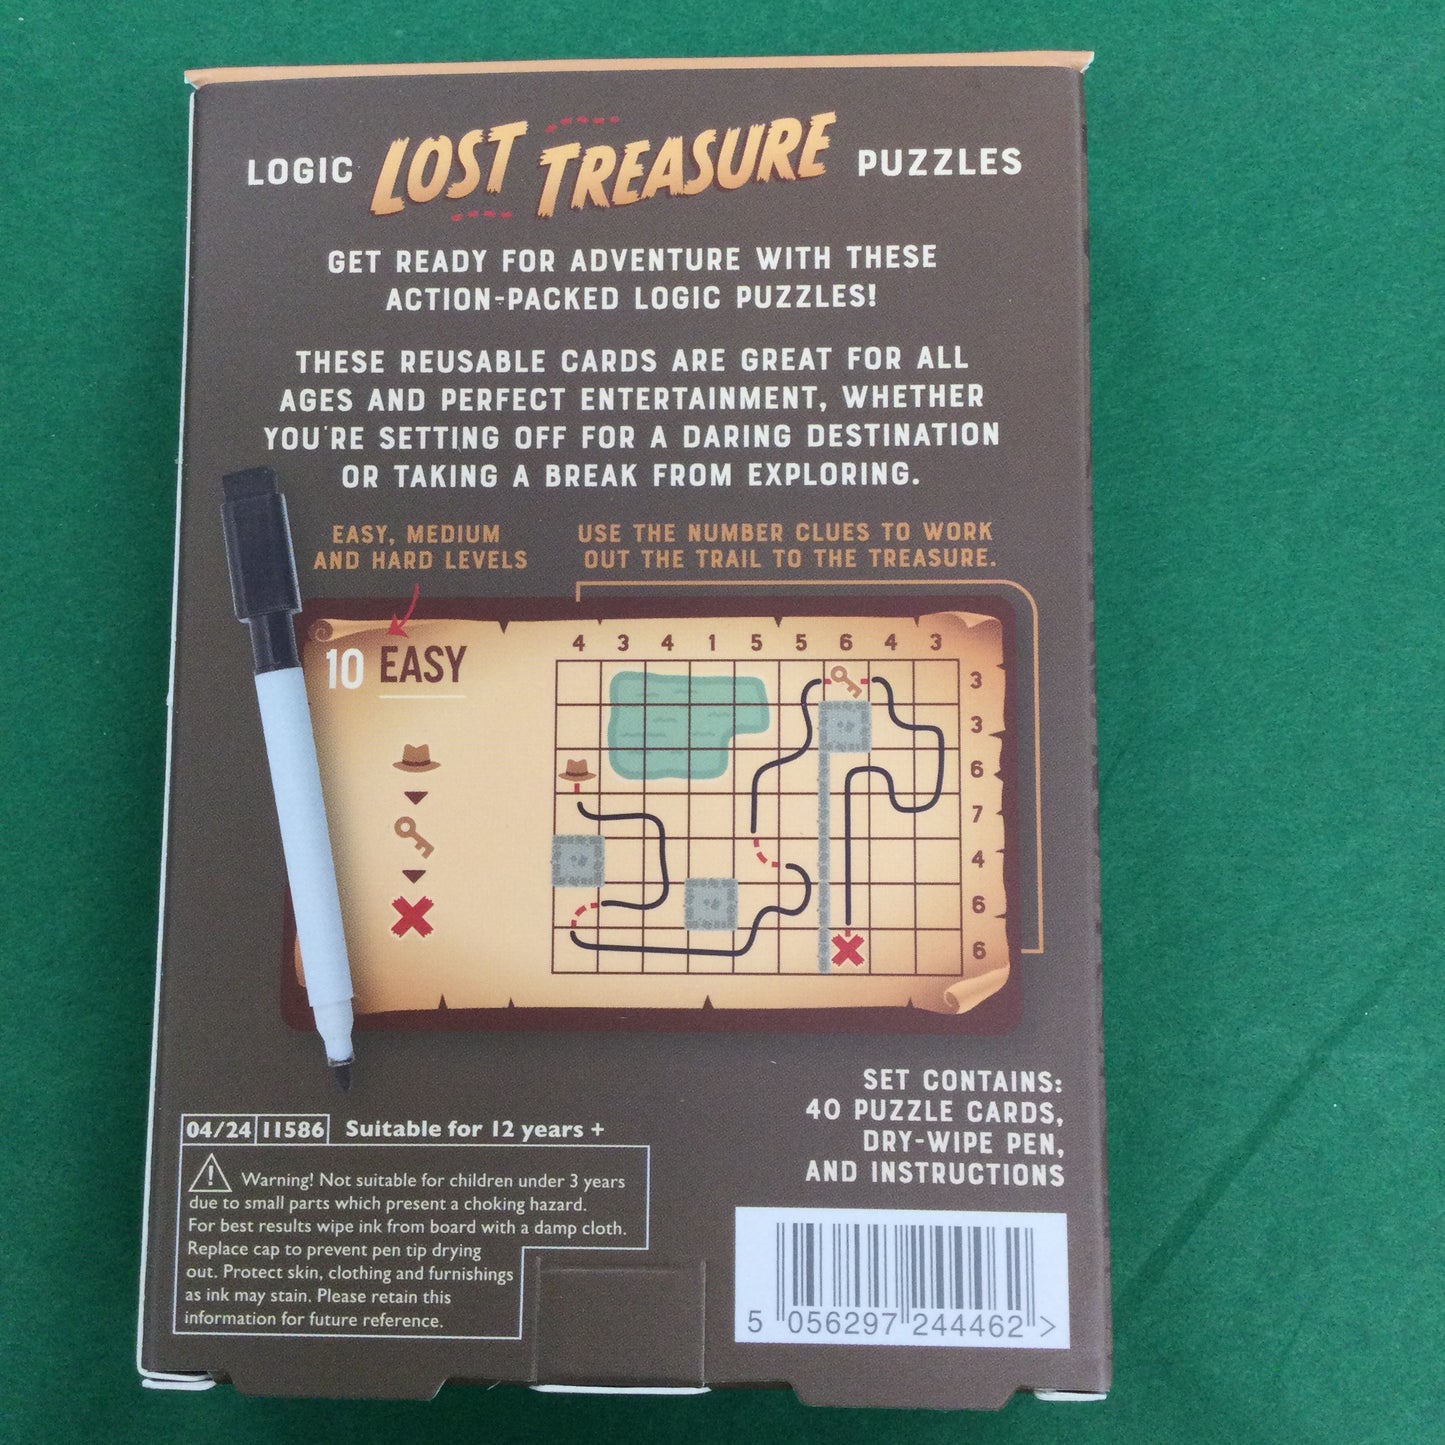 LOGIC LOST TREASURE PUZZLES
GET READY FOR ADVENTURE WITH THESE
ACTION-PACKED LOGIC PUZZLES!
THESE REUSABLE CARDS ARE GREAT FOR ALL
AGES AND PERFECT ENTERTAINMENT, WHETHER
YOU'RE SETTING OFF FOR A DARING DESTINATION
OR TAKING A BREAK FROM EXPLORING.
EASY, MEDIUM
AND HARD LEVELS
USE THE NUMBER CLUES TO WORK
OUT THE TRAIL TO THE TREASURE.
10 EASY
4 3 4 1 5 5 6 4 3
3
3
6
7
4
6
6
SET CONTAINS:
40 PUZZLE CARDS,
DRY-WIPE PEN,
AND INSTRUCTIONS
04/24 11586 Suitable for 12 years +
Warning! Not suitable for children under 3 years
due to small parts which present a choking hazard.
For best results wipe ink from board with a damp cloth.
Replace cap to prevent pen tip drying
out. Protect skin, clothing and furnishings
as ink may stain. Please retain this
information for future reference.
5 056297 244462 >